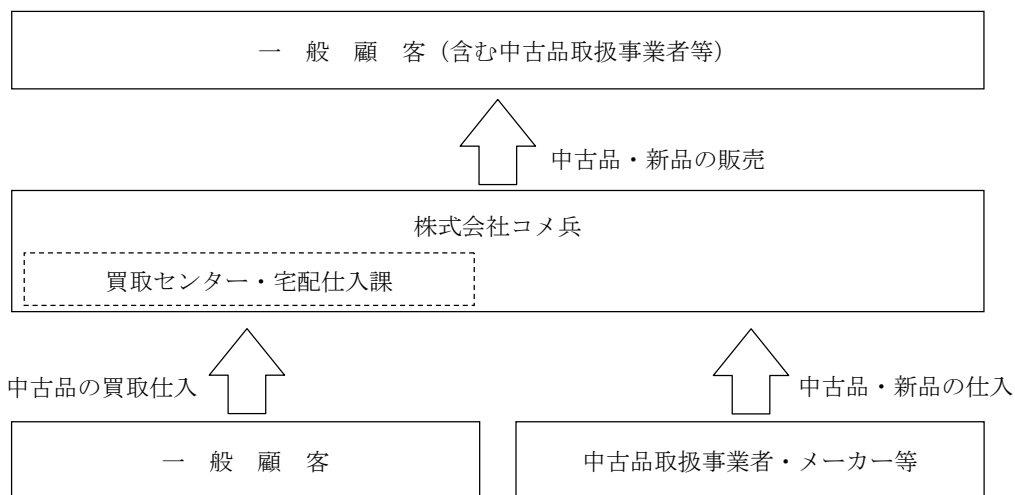 一般顧客（含む中古品取扱事業者等）
中古品・新品の販売
株式会社コメ兵
買取センター・宅配仕入課
中古品の買取仕入
中古品・新品の仕入
一般顧客
中古品取扱事業者・メーカー等